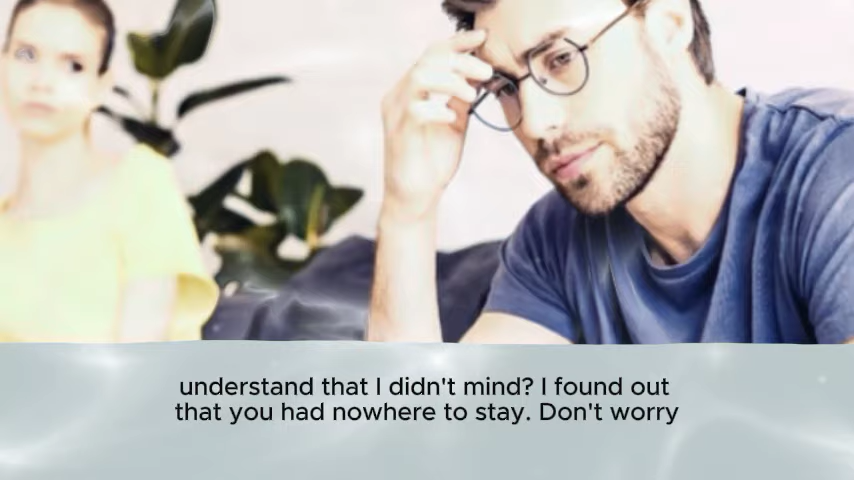 understand that I didn't mind? I found out
that you had nowhere to stay. Don't worry